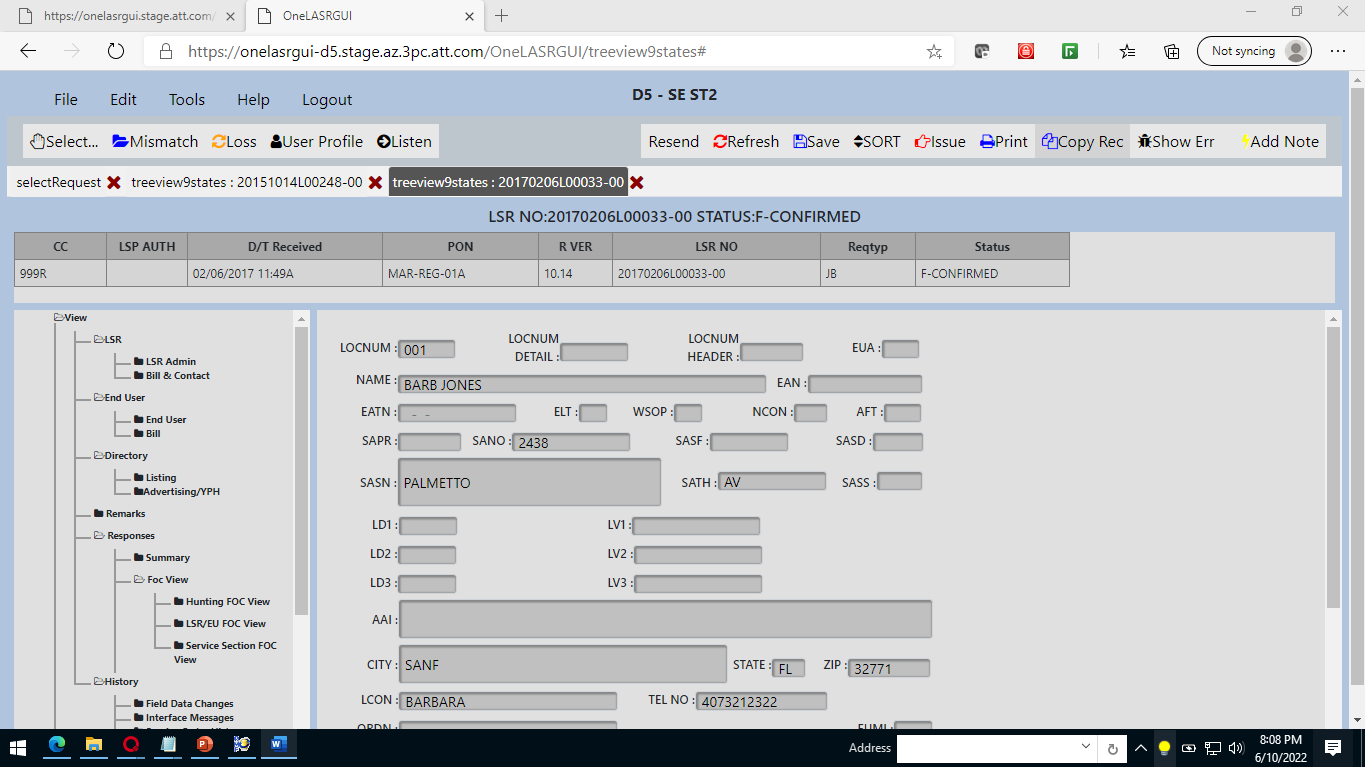 https://onelasrgui.stage.att.com/
OneLASRGUI
https://onelasrgui-d5.stage.az.3pc.att.com/OneLASRGUI/treeview9states#
Not syncing
File Edit Tools Help Logout
D5 - SE ST2
Select... Mismatch Loss User Profile Listen
Resend Refresh Save SORT Issue Print Copy Rec Show Err Add Note
selectRequest treeview9states : 20151014L00248-00 treeview9states : 20170206L00033-00
LSR NO:20170206L00033-00 STATUS:F-CONFIRMED
CC LSP AUTH D/T Received PON R VER LSR NO Reqtyp Status
999R 02/06/2017 11:49A MAR-REG-01A 10.14 20170206L00033-00 JB F-CONFIRMED
View
LSR
LSR Admin
Bill & Contact
End User
End User
Bill
Directory
Listing
Advertising/YPH
Remarks
Responses
Summary
Foc View
Hunting FOC View
LSR/EU FOC View
Service Section FOC
View
History
Field Data Changes
Interface Messages
LOCNUM : 001 LOCNUM DETAIL : LOCNUM HEADER : EUA :
NAME : BARB JONES EAN :
EATN : - - ELT : WSOP : NCON : AFT :
SAPR : SANO : 2438 SASF : SASD :
SASN : PALMETTO SATH : AV SASS :
LD1 : LV1 :
LD2 : LV2 :
LD3 : LV3 :
AAI :
CITY : SANF STATE : FL ZIP : 32771
LCON : BARBARA TEL NO : 4073212322
Address
8:08 PM
6/10/2022